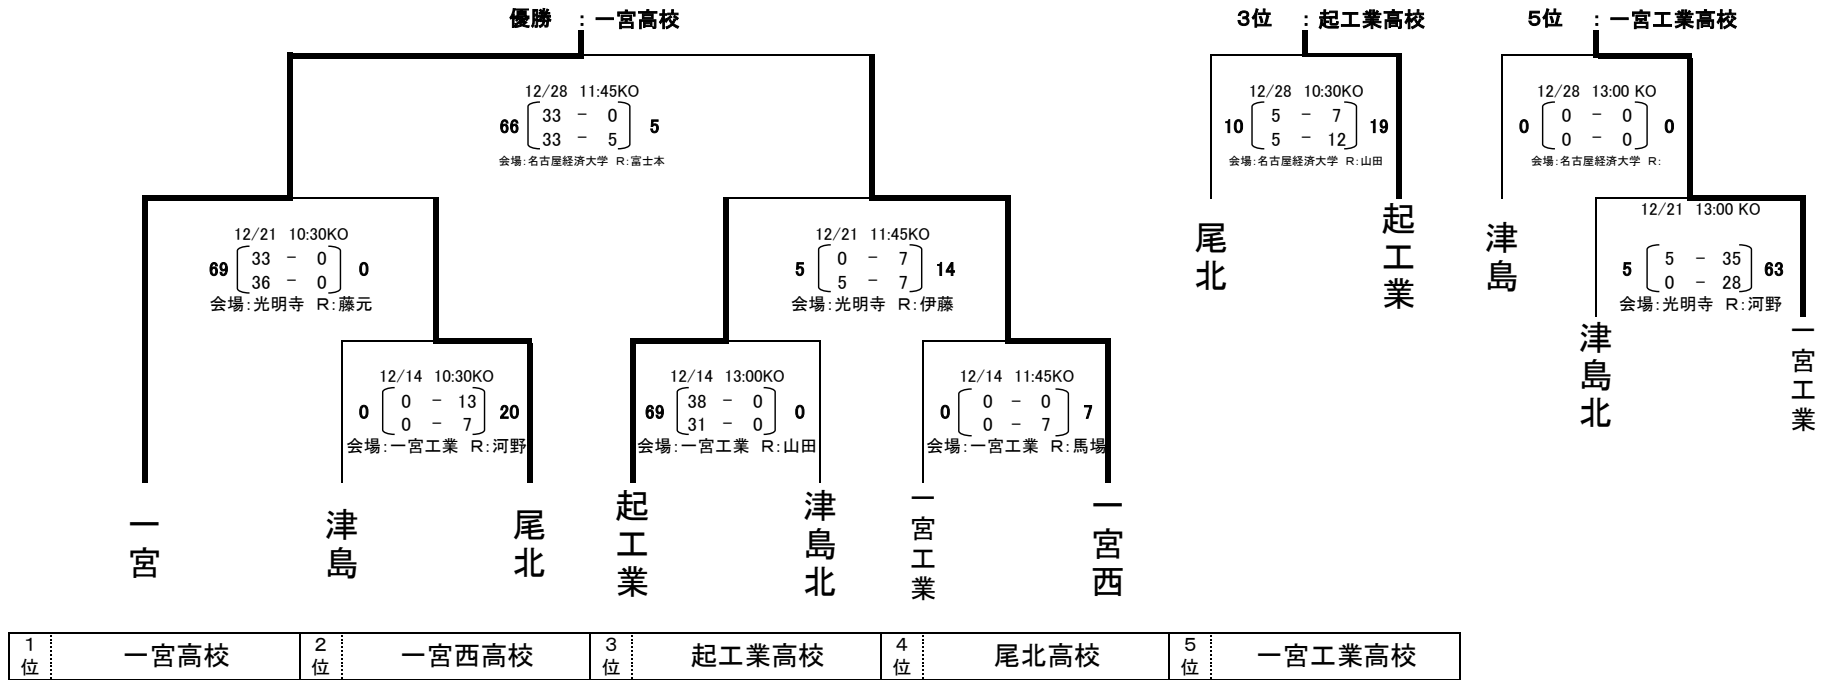 優勝 : 一宮高校
3位 : 起工業高校
5位 : 一宮工業高校
12/28 11:45KO
66 33 - 0 5
33 - 5
会場:名古屋経済大学 R:富士本
12/28 10:30KO
10 5 - 7 19
5 - 12
会場:名古屋経済大学 R:山田
12/28 13:00 KO
0 0 - 0 0
0 - 0
会場:名古屋経済大学 R:
12/21 10:30KO
69 33 - 0 0
36 - 0
会場:光明寺 R:藤元
12/21 11:45KO
5 0 - 7 14
5 - 7
会場:光明寺 R:伊藤
尾北
起工業
津島
12/21 13:00 KO
5 5 - 35 63
0 - 28
会場:光明寺 R:河野
津島北
一宮工業
12/14 10:30KO
0 0 - 13 20
0 - 7
会場:一宮工業 R:河野
12/14 13:00KO
69 38 - 0 0
31 - 0
会場:一宮工業 R:山田
12/14 11:45KO
0 0 - 0 7
0 - 7
会場:一宮工業 R:馬場
一宮
津島
尾北
起工業
津島北
一宮工業
一宮西
1位 一宮高校 2位 一宮西高校 3位 起工業高校 4位 尾北高校 5位 一宮工業高校